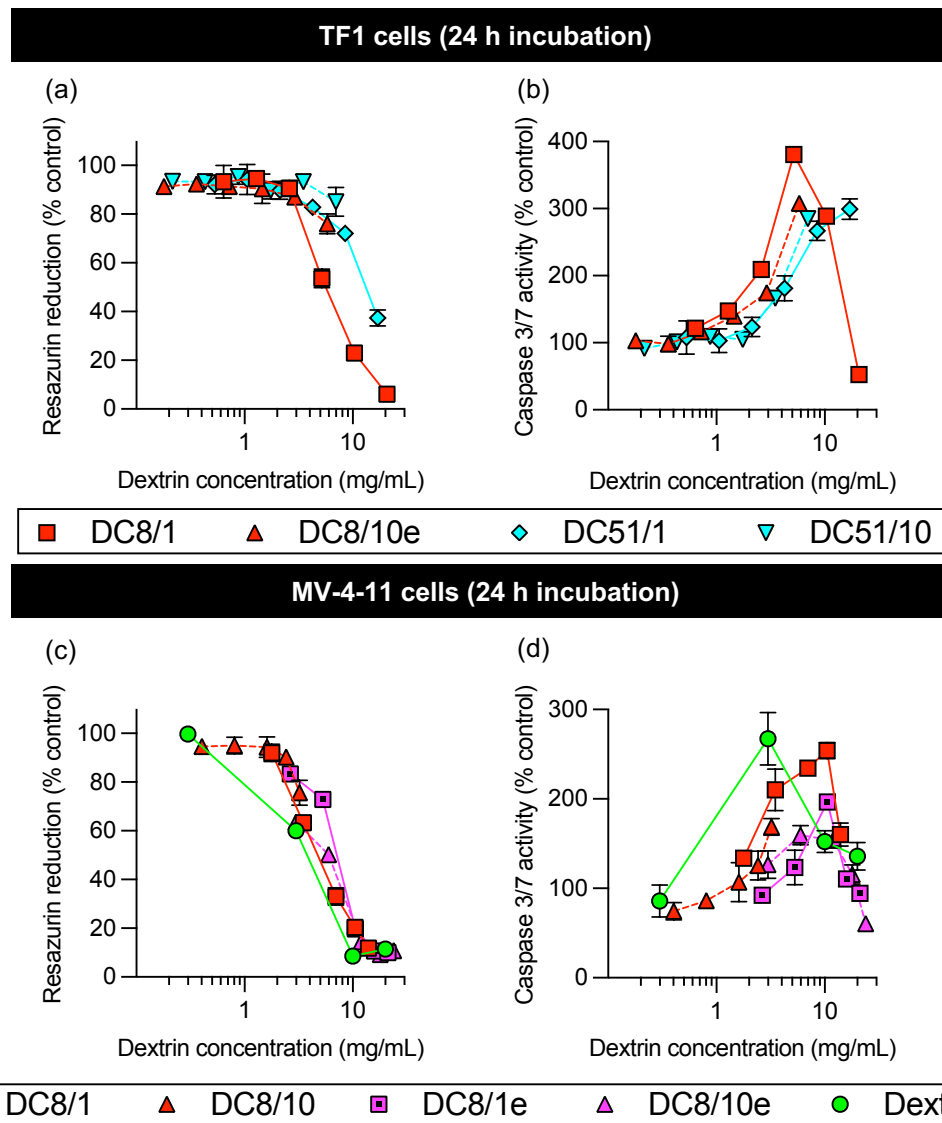 TF1 cells (24 h incubation)
(a)
(b)
Resazurin reduction (% control)
100
80
60
40
20
0
1
10
Dextrin concentration (mg/mL)
Caspase 3/7 activity (% control)
400
300
200
100
0
1
10
Dextrin concentration (mg/mL)
DC8/1 DC8/10e DC51/1 DC51/10
MV-4-11 cells (24 h incubation)
(c)
(d)
Resazurin reduction (% control)
100
80
60
40
20
0
1
10
Dextrin concentration (mg/mL)
Caspase 3/7 activity (% control)
300
200
100
0
1
10
Dextrin concentration (mg/mL)
DC8/1 DC8/10 DC8/1e DC8/10e